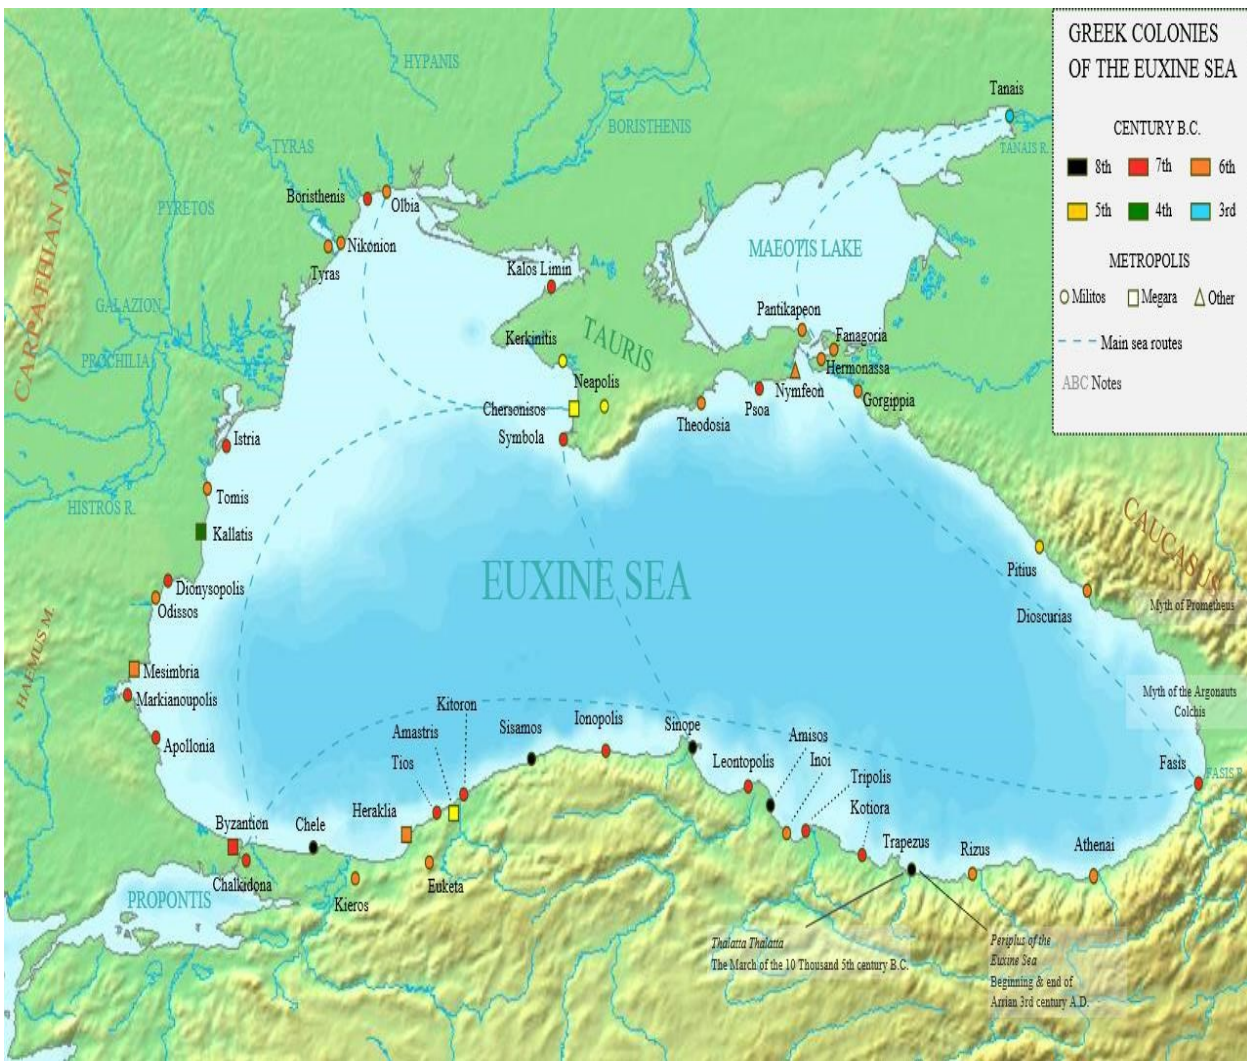 GREEK COLONIES
OF THE EUXINE SEA
CENTURY B.C.
8th 7th 6th
5th 4th 3rd
METROPOLIS
Militos Megara Other
Main sea routes
ABC Notes
HYPANIS
Tanais
BORISTHENIS
TYRAS
TANAIS R.
CARPATHIAN M.
Boristhenis
Olbia
PYRETOS
Nikonion
Tyras
MAEOTIS LAKE
Kalos Limin
GALAZION
Pantikapeon
TAURIS
Kerkinitis
Fanagoria
PROCHILIA
Hermonassa
Neapolis
Nymfeon
Gorgippia
Chersonisos
Psoa
Theodosia
Symbola
Istria
Tomis
HISTROS R.
Kallatis
CAUCASUS
Pitius
EUXINE SEA
Dionysopolis
Odissos
Myth of Prometheus
Dioscurias
HAEMUS M.
Mesimbria
Markianoupolis
Myth of the Argonauts
Colchis
Kitoron
Apollonia
Amastris
Sisamos
Ionopolis
Sinope
Amisos
Tios
Inoi
Leontopolis
Fasis
FASIS R.
Tripolis
Heraklia
Kotiora
Byzantion
Chele
Trapezus
Rizus
Athenai
Chalkidona
Euketa
Kieros
PROPONTIS
Thalatta Thalatta
The March of the 10 Thousand 5th century B.C.
Periplus of the
Euxine Sea
Beginning & end of
Arrian 3rd century A.D.